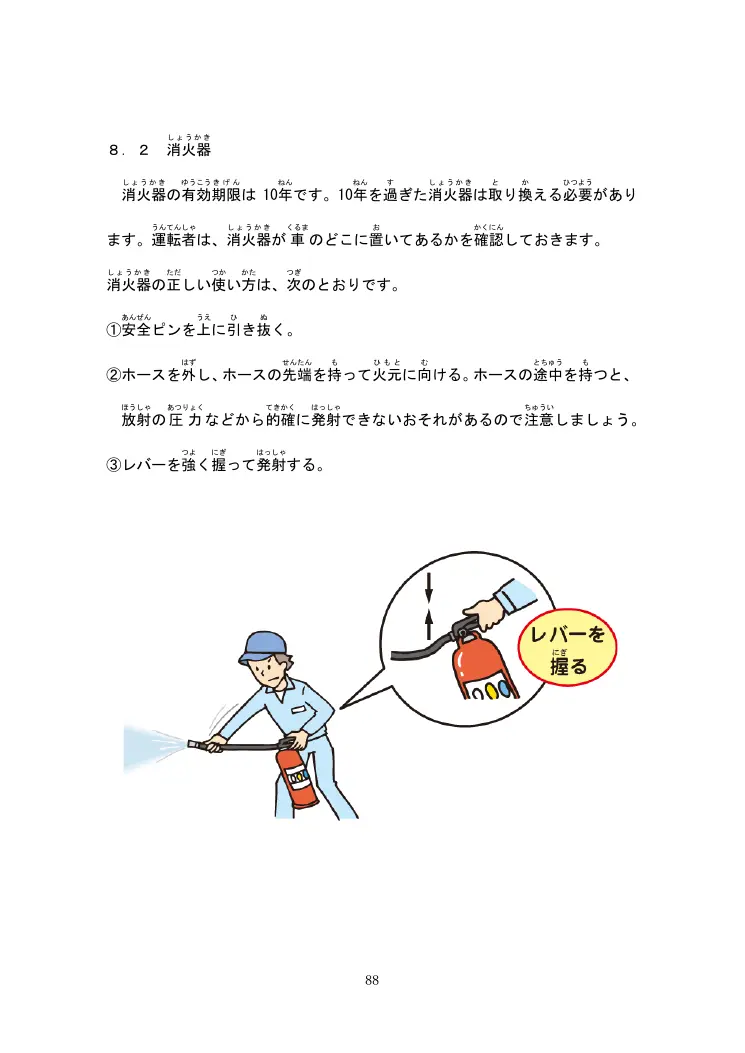 ８．２　消火器
消火器の有効期限は 10年です。10年を過ぎた消火器は取り換える必要があり
ます。運転者は、消火器が車のどこに置いてあるかを確認しておきます。
消火器の正しい使い方は、次のとおりです。
①安全ピンを上に引き抜く。
②ホースを外し、ホースの先端を持って火元に向ける。ホースの途中を持つと、
放射の圧力などから的確に発射できないおそれがあるので注意しましょう。
③レバーを強く握って発射する。
レバーを
握る
88